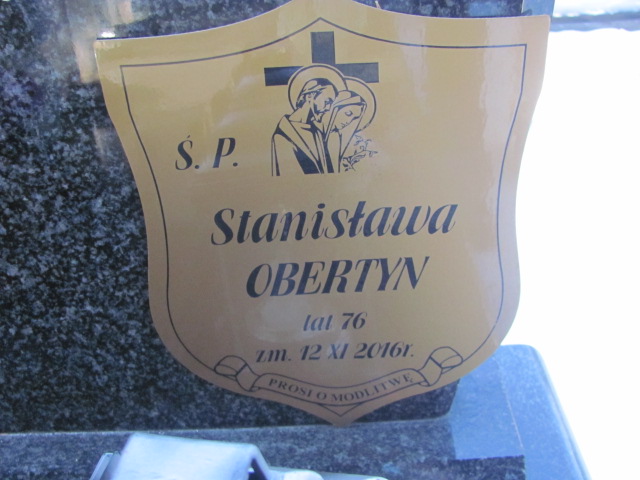 Ś. P.
Stanisława
OBERTYN
lat 76
zm. 12 XI 2016r.
PROSI O MODLITWĘ